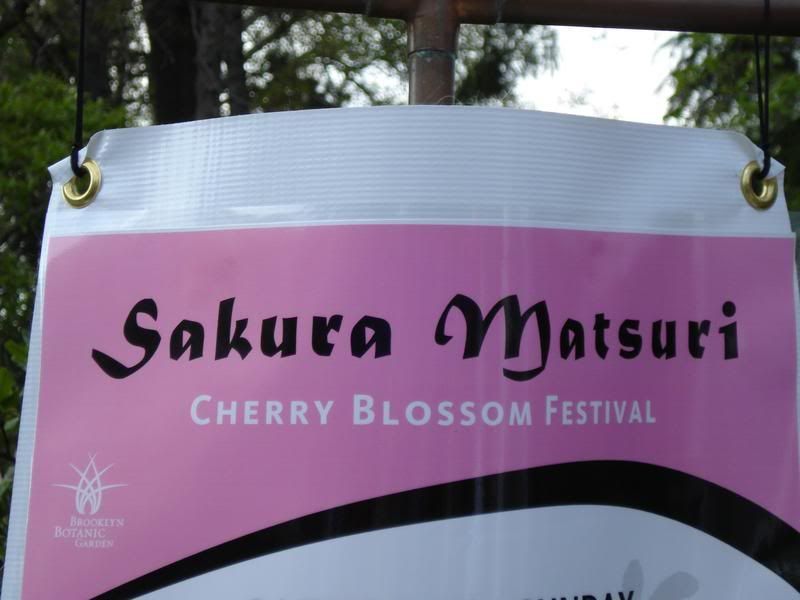 Sakura Matsuri
CHERRY BLOSSOM FESTIVAL
BROOKLYN
BOTANIC
GARDEN